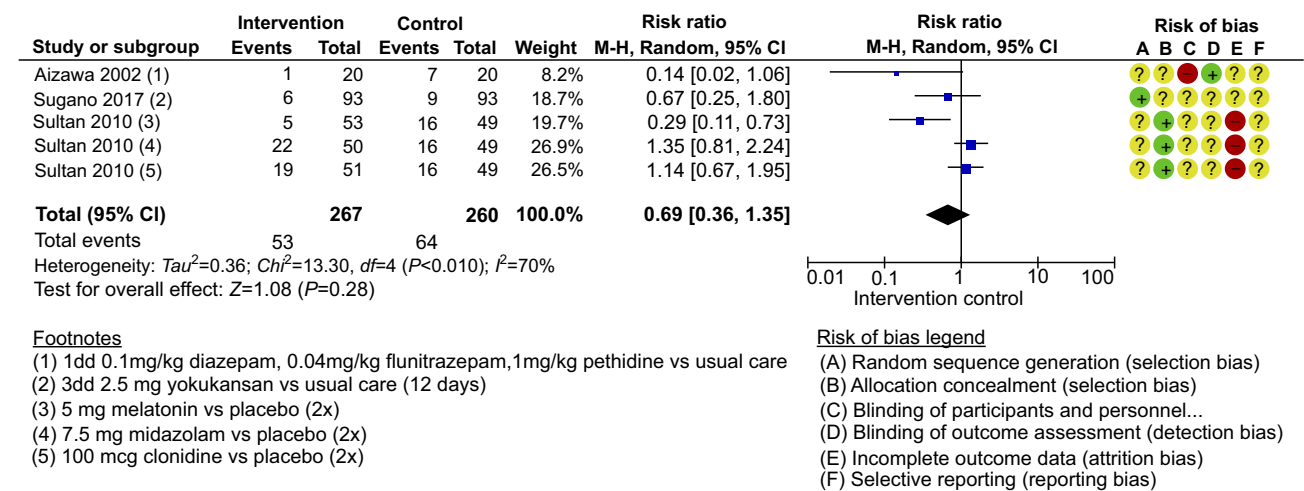 Intervention Control Risk ratio Risk ratio Risk of bias
Study or subgroup Events Total Events Total Weight M-H, Random, 95% CI M-H, Random, 95% CI A B C D E F
Aizawa 2002 (1) 1 20 7 20 8.2% 0.14 [0.02, 1.06] ? ? – + ? ?
Sugano 2017 (2) 6 93 9 93 18.7% 0.67 [0.25, 1.80] + ? ? ? ? ?
Sultan 2010 (3) 5 53 16 49 19.7% 0.29 [0.11, 0.73] ? + ? ? – ?
Sultan 2010 (4) 22 50 16 49 26.9% 1.35 [0.81, 2.24] ? + ? ? – ?
Sultan 2010 (5) 19 51 16 49 26.5% 1.14 [0.67, 1.95] ? + ? ? – ?
Total (95% CI) 267 260 100.0% 0.69 [0.36, 1.35]
Total events 53 64
Heterogeneity: Tau²=0.36; Chi²=13.30, df=4 (P<0.010); I²=70%
Test for overall effect: Z=1.08 (P=0.28)
0.01 0.1 1 10 100
Intervention control
Footnotes
(1) 1dd 0.1mg/kg diazepam, 0.04mg/kg flunitrazepam,1mg/kg pethidine vs usual care
(2) 3dd 2.5 mg yokukansan vs usual care (12 days)
(3) 5 mg melatonin vs placebo (2x)
(4) 7.5 mg midazolam vs placebo (2x)
(5) 100 mcg clonidine vs placebo (2x)
Risk of bias legend
(A) Random sequence generation (selection bias)
(B) Allocation concealment (selection bias)
(C) Blinding of participants and personnel...
(D) Blinding of outcome assessment (detection bias)
(E) Incomplete outcome data (attrition bias)
(F) Selective reporting (reporting bias)